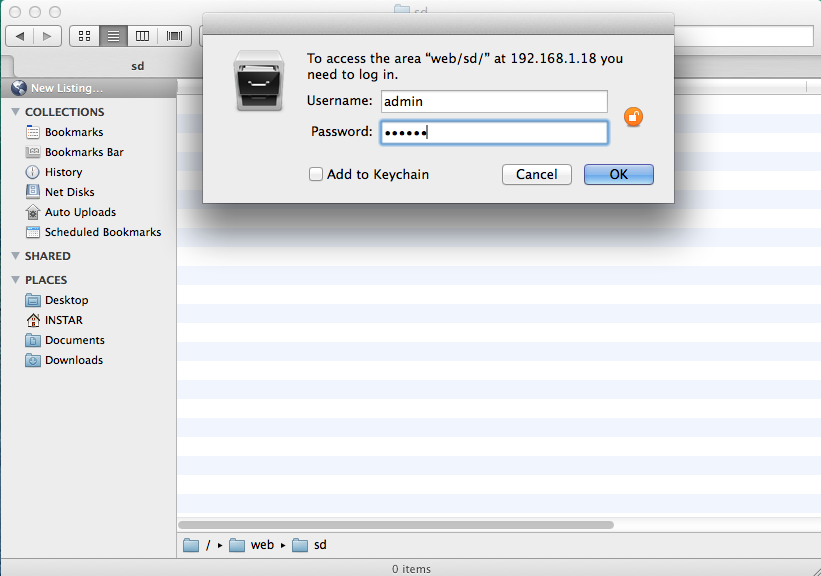 sd
sd
To access the area “web/sd/” at 192.168.1.18 you
need to log in.
Username: admin
Password: ••••••
Add to Keychain
Cancel
OK
New Listing...
COLLECTIONS
Bookmarks
Bookmarks Bar
History
Net Disks
Auto Uploads
Scheduled Bookmarks
SHARED
PLACES
Desktop
INSTAR
Documents
Downloads
/ ▸ web ▸ sd
0 items